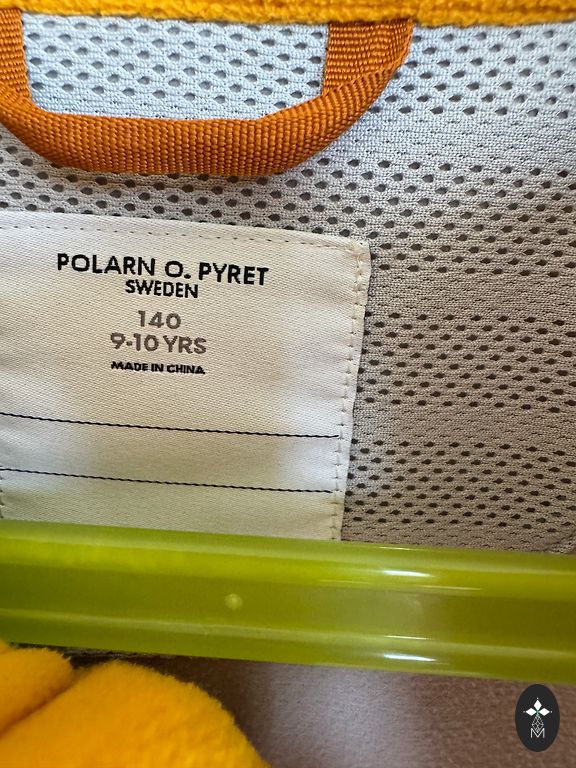 POLARN O. PYRET
SWEDEN
140
9-10 YRS
MADE IN CHINA
M